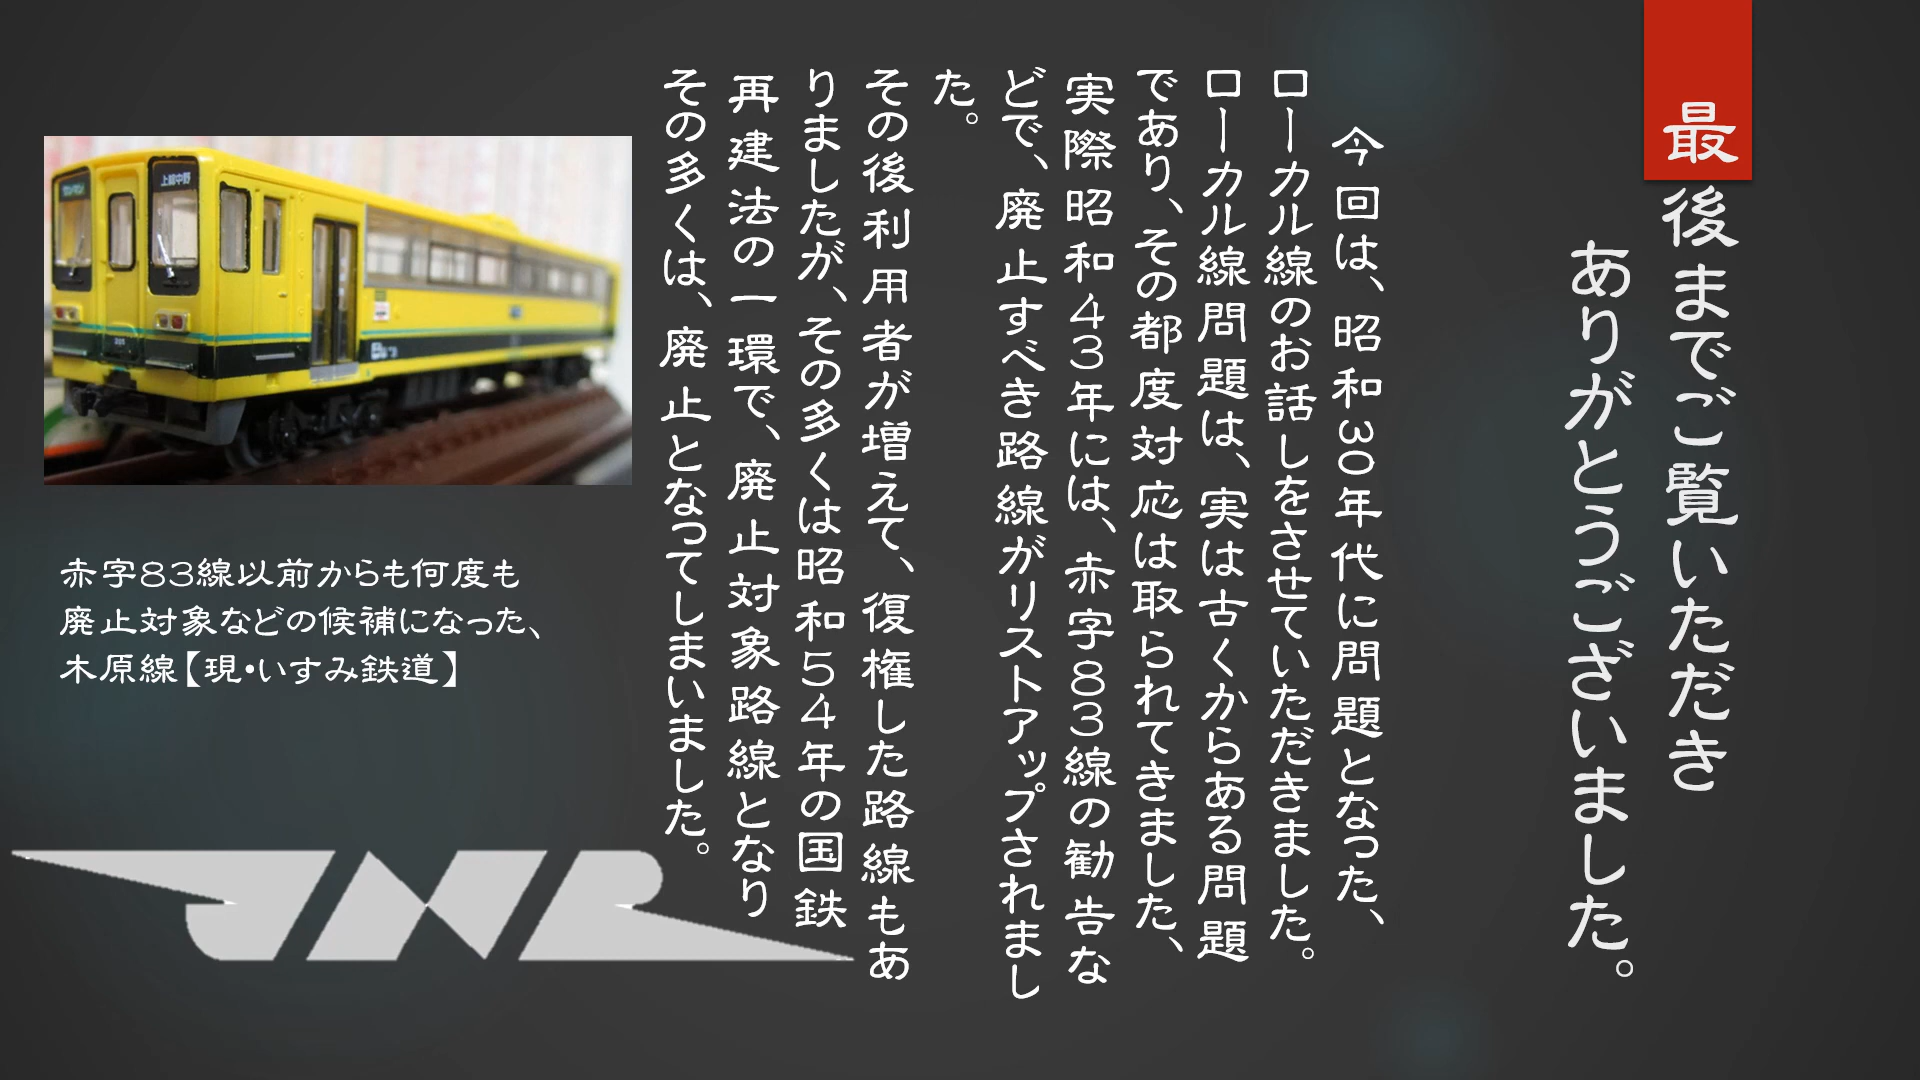 最後までご覧いただき
ありがとうございました。
今回は、昭和30年代に問題となった、
ローカル線のお話しをさせていただきました。
ローカル線問題は、実は古くからある問題
であり、その都度対応は取られてきました、
実際昭和43年には、赤字83線の勧告な
どで、廃止すべき路線がリストアップされまし
た。
その後利用者が増えて、復権した路線もあ
りましたが、その多くは昭和54年の国鉄
再建法の一環で、廃止対象路線となり
その多くは、廃止となってしまいました。
ワンマン
上総中野
赤字83線以前からも何度も
廃止対象などの候補になった、
木原線【現・いすみ鉄道】
JNR